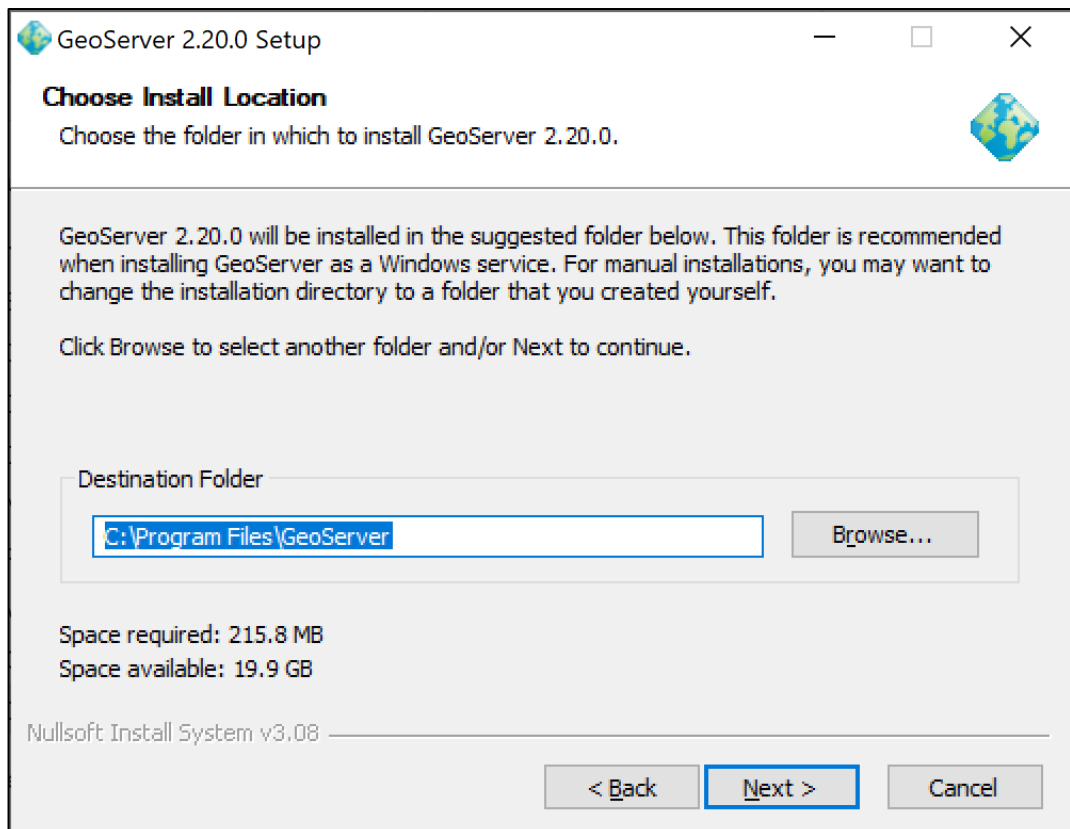 GeoServer 2.20.0 Setup
Choose Install Location
Choose the folder in which to install GeoServer 2.20.0.
GeoServer 2.20.0 will be installed in the suggested folder below. This folder is recommended
when installing GeoServer as a Windows service. For manual installations, you may want to
change the installation directory to a folder that you created yourself.
Click Browse to select another folder and/or Next to continue.
Destination Folder
C:\Program Files\GeoServer
Browse...
Space required: 215.8 MB
Space available: 19.9 GB
Nullsoft Install System v3.08
< Back
Next >
Cancel